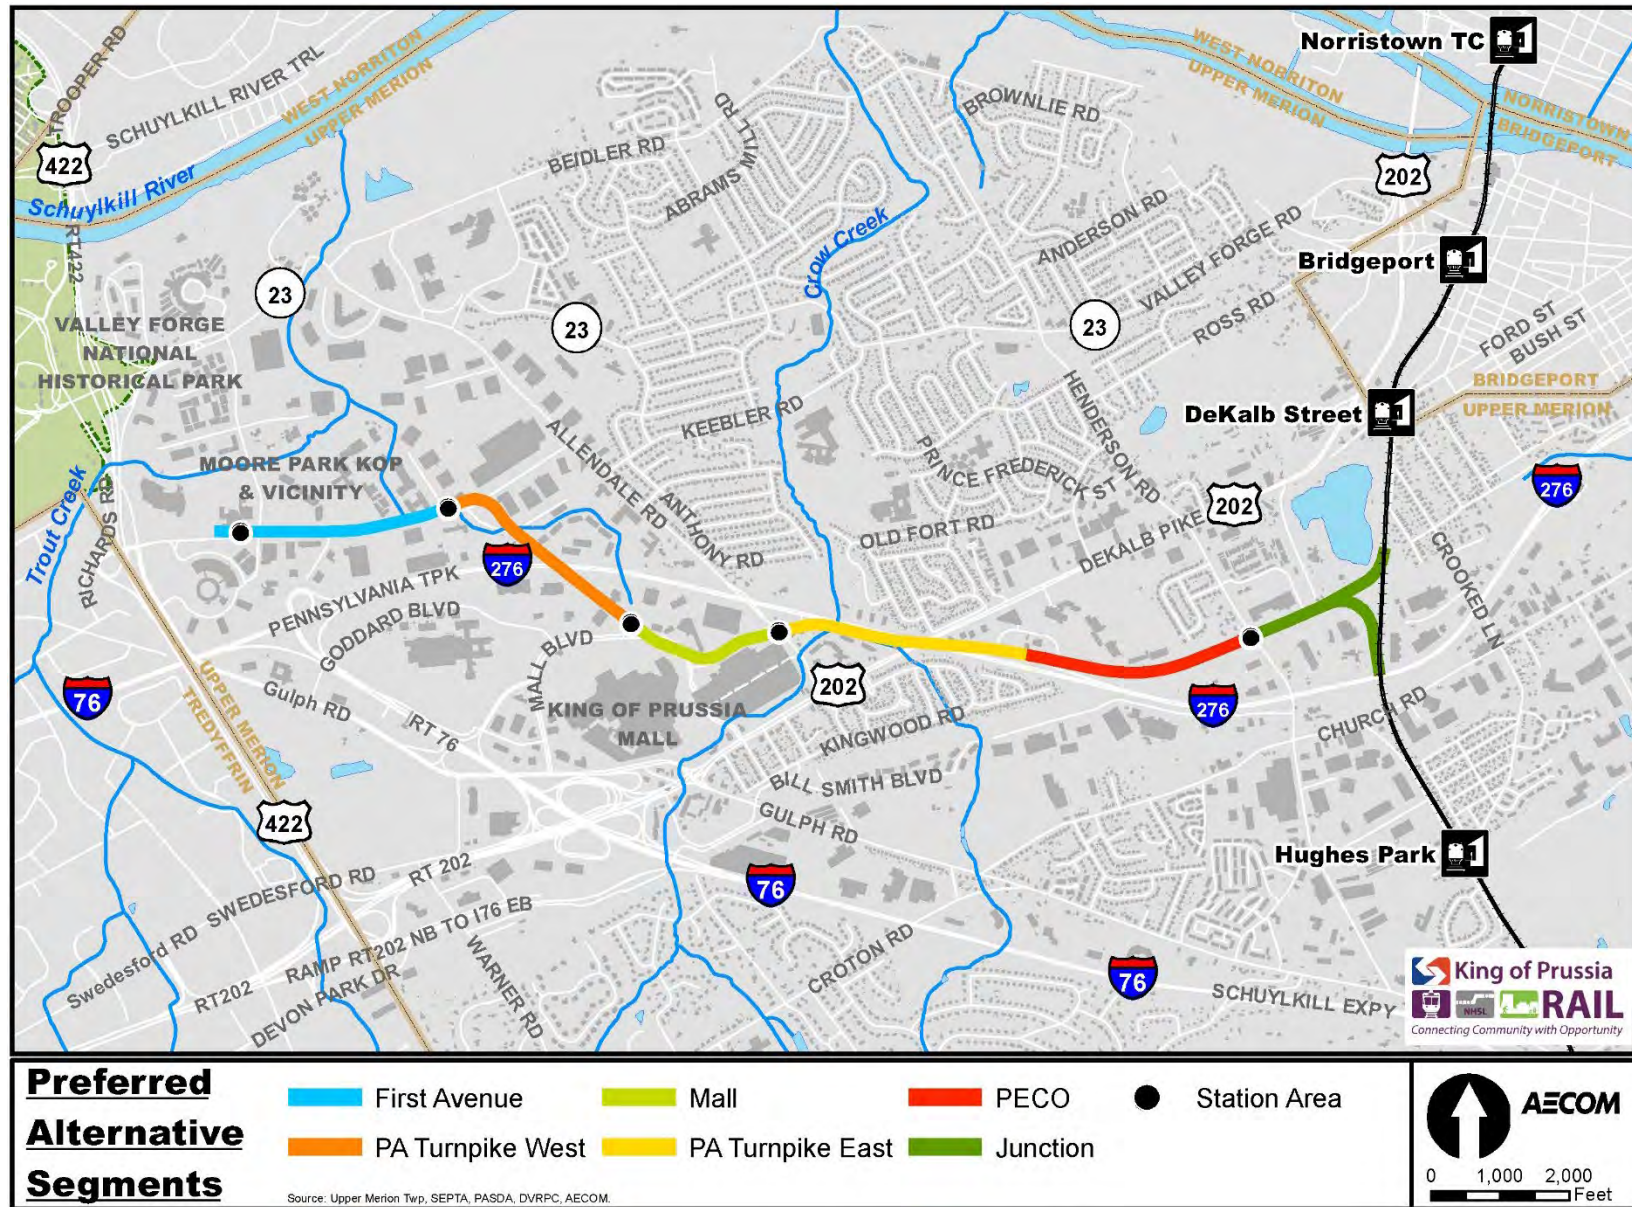 Norristown TC
TROOPER RD
SCHUYLKILL RIVER TRL
WEST NORRITON
UPPER MERION
WEST NORRITON
UPPER MERION
NORRISTOWN
BRIDGEPORT
422
BEIDLER RD
ABRAMS MILL RD
BROWNLIE RD
202
Schuylkill River
RT422
Crow Creek
ANDERSON RD
VALLEY FORGE RD
Bridgeport
23
23
23
ROSS RD
FORD ST
BUSH ST
VALLEY FORGE
NATIONAL
HISTORICAL PARK
HENDERSON RD
BRIDGEPORT
UPPER MERION
KEEBLER RD
DeKalb Street
ALLENDALE RD
ANTHONY RD
PRINCE FREDERICK ST
MOORE PARK KOP
& VICINITY
202
276
Trout Creek
RICHARDS RD
OLD FORT RD
DEKALB PIKE
CROOKED LN
276
PENNSYLVANIA TPK
GODDARD BLVD
MALL BLVD
76
UPPER MERION
TREDYFFRIN
Gulph RD
RT 76
KING OF PRUSSIA
MALL
202
276
KINGWOOD RD
CHURCH RD
BILL SMITH BLVD
GULPH RD
422
Hughes Park
SWEDESFORD RD
RT 202
76
Swedesford RD
RT202
RAMP RT202 NB TO I76 EB
DEVON PARK DR
WARNER RD
CROTON RD
76
SCHUYLKILL EXPY
King of Prussia
NHSL
RAIL
Connecting Community with Opportunity
Preferred
Alternative
Segments
First Avenue
Mall
PECO
Station Area
PA Turnpike West
PA Turnpike East
Junction
Source: Upper Merion Twp, SEPTA, PASDA, DVRPC, AECOM.
AECOM
0 1,000 2,000
Feet